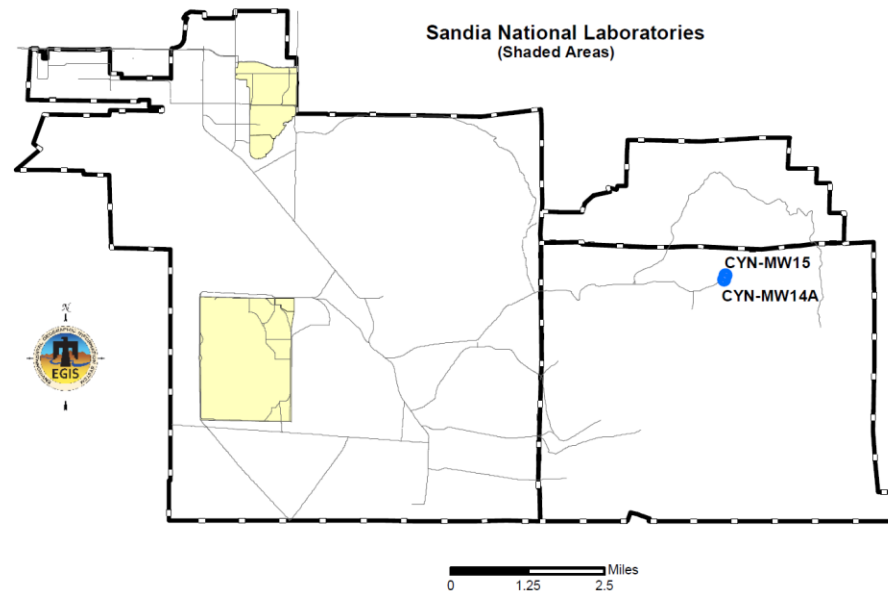 Sandia National Laboratories
(Shaded Areas)
CYN-MW15
CYN-MW14A
N
EGIS
Miles
0 1.25 2.5